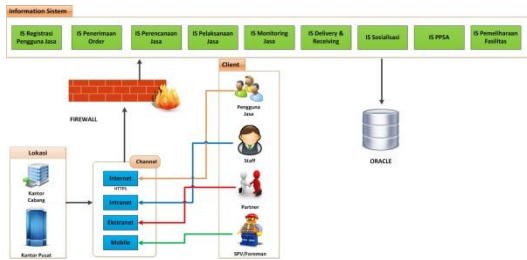 Information Sistem
IS Registrasi
Pengguna Jasa
IS Penerimaan
Order
IS Perencanaan
Jasa
IS Pelaksanaan
Jasa
IS Monitoring
Jasa
IS Delivery &
Receiving
IS Sosialisasi
IS PPSA
IS Pemeliharaan
Fasilitas
FIREWALL
Client
Pengguna
Jasa
Staff
Partner
SPV/Foreman
ORACLE
Lokasi
Kantor
Cabang
Kantor Pusat
Channel
Internet
HTTPS
Intranet
Ekstranet
Mobile